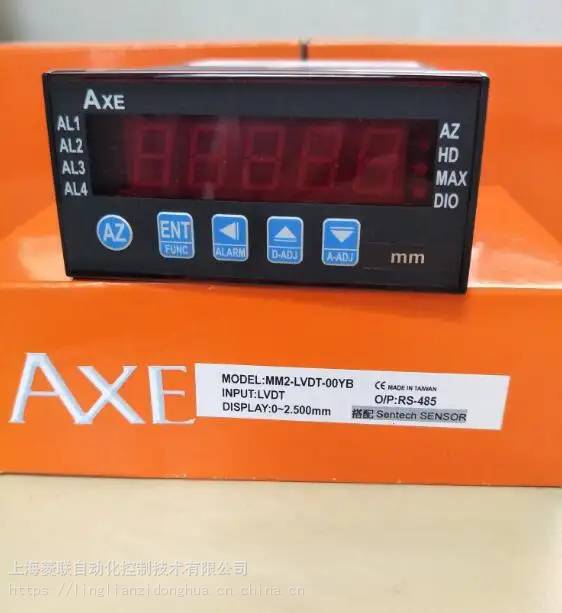 AXE
AL1
AL2
AL3
AL4
AZ
HD
MAX
DIO
AZ
ENT
FUNC
ALARM
D-ADJ
A-ADJ
mm
AXE
MODEL:MM2-LVDT-00YB
INPUT:LVDT
DISPLAY:0~2.500mm
CE MADE IN TAIWAN
O/P:RS-485
搭配 Sentech SENSOR
上海菱联自动化控制技术有限公司
https://lingliandzidonghua.cn.china.cn